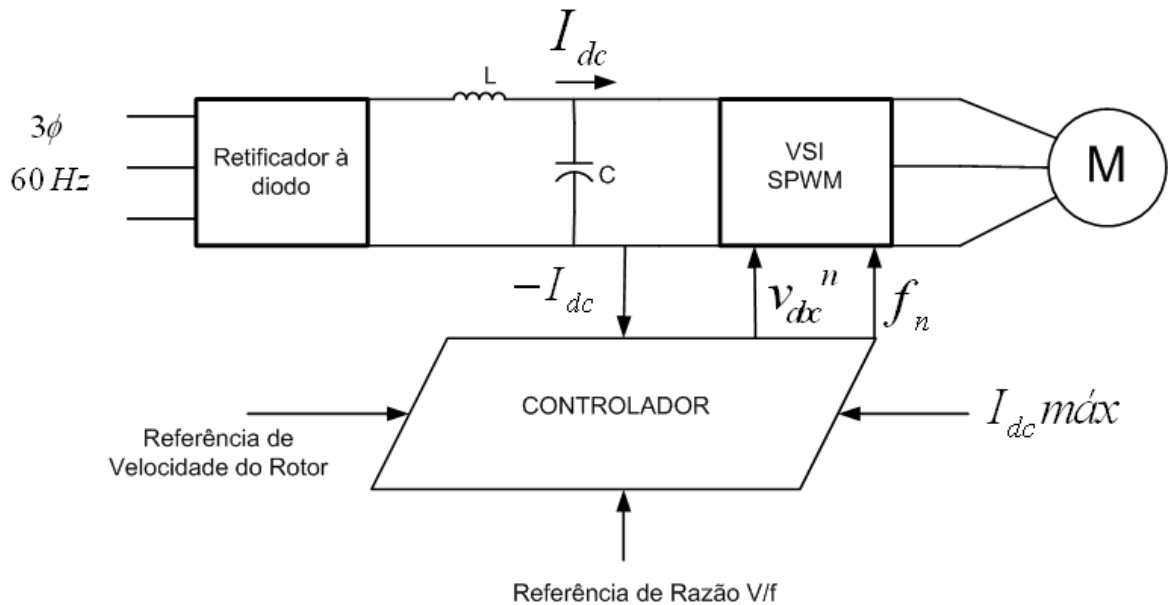 I_dc
L
3ϕ
60 Hz
Retificador à
diodo
C
VSI
SPWM
M
−I_dc
v_abc^n
f_n
CONTROLADOR
I_dc máx
Referência de
Velocidade do Rotor
Referência de Razão V/f